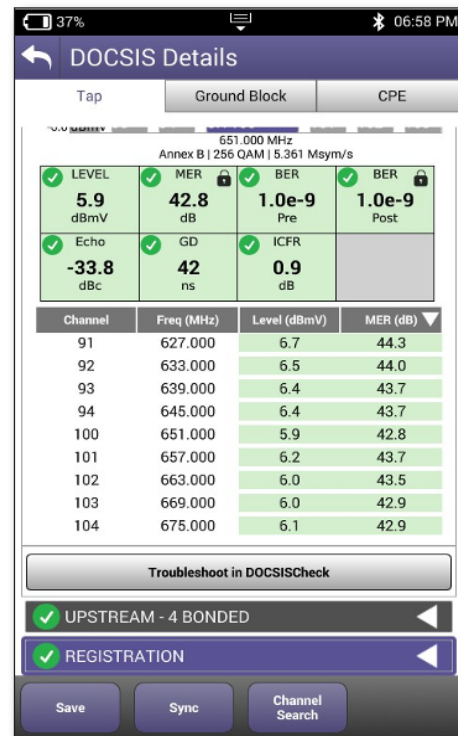 37% 06:58 PM
DOCSIS Details
Tap Ground Block CPE
651.000 MHz
Annex B | 256 QAM | 5.361 Msym/s
LEVEL MER BER BER
5.9 42.8 1.0e-9 1.0e-9
dBmV dB Pre Post
Echo GD ICFR
-33.8 42 0.9
dBc ns dB
Channel Freq (MHz) Level (dBmV) MER (dB)
91 627.000 6.7 44.3
92 633.000 6.5 44.0
93 639.000 6.4 43.7
94 645.000 6.4 43.7
100 651.000 5.9 42.8
101 657.000 6.2 43.7
102 663.000 6.0 43.5
103 669.000 6.0 42.9
104 675.000 6.1 42.9
Troubleshoot in DOCSISCheck
UPSTREAM - 4 BONDED
REGISTRATION
Save Sync Channel
Search